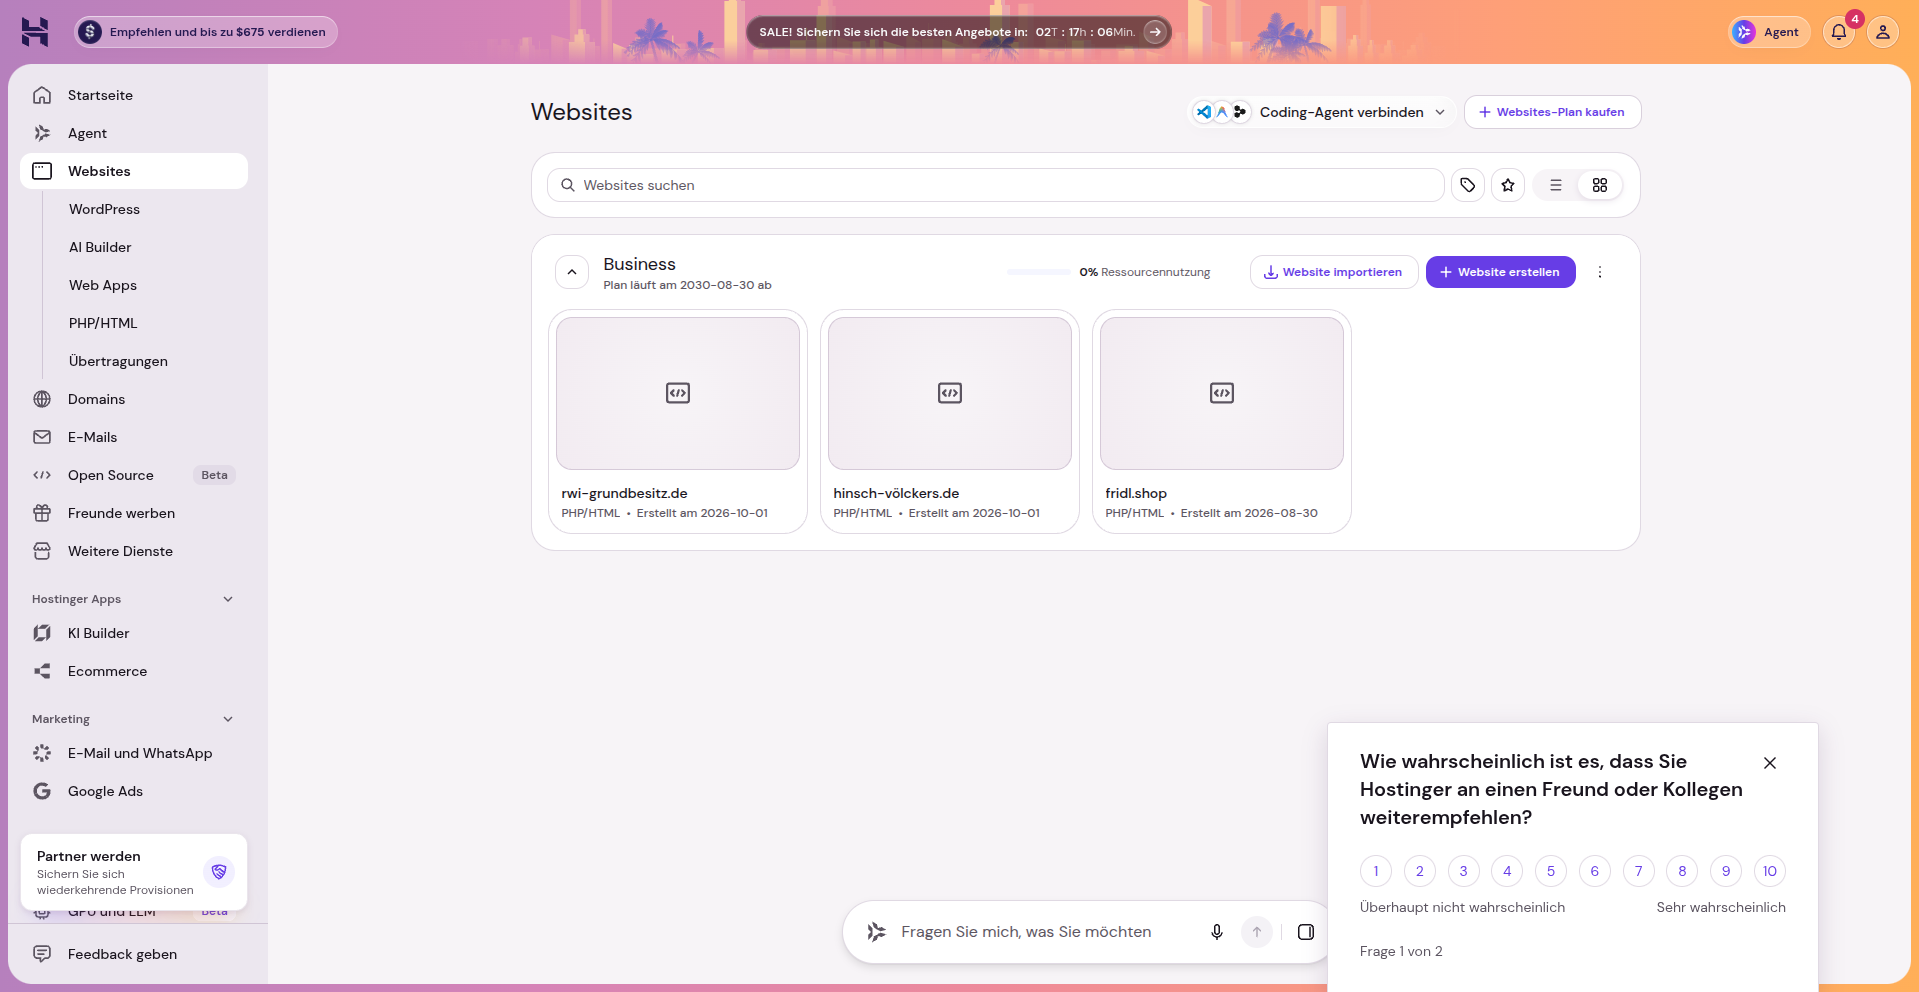 Empfehlen und bis zu $675 verdienen
SALE! Sichern Sie sich die besten Angebote in: 02T : 17h : 06Min.
Agent
4
Startseite
Agent
Websites
WordPress
AI Builder
Web Apps
PHP/HTML
Übertragungen
Domains
E-Mails
Open Source Beta
Freunde werben
Weitere Dienste
Hostinger Apps
KI Builder
Ecommerce
Marketing
E-Mail und WhatsApp
Google Ads
Partner werden
Sichern Sie sich
wiederkehrende Provisionen
GPU und LLM Beta
Feedback geben
Websites
Coding-Agent verbinden
Websites-Plan kaufen
Websites suchen
Business
Plan läuft am 2030-08-30 ab
0% Ressourcennutzung
Website importieren
Website erstellen
rwi-grundbesitz.de
PHP/HTML • Erstellt am 2026-10-01
hinsch-völckers.de
PHP/HTML • Erstellt am 2026-10-01
fridl.shop
PHP/HTML • Erstellt am 2026-08-30
Fragen Sie mich, was Sie möchten
Wie wahrscheinlich ist es, dass Sie
Hostinger an einen Freund oder Kollegen
weiterempfehlen?
1 2 3 4 5 6 7 8 9 10
Überhaupt nicht wahrscheinlich Sehr wahrscheinlich
Frage 1 von 2